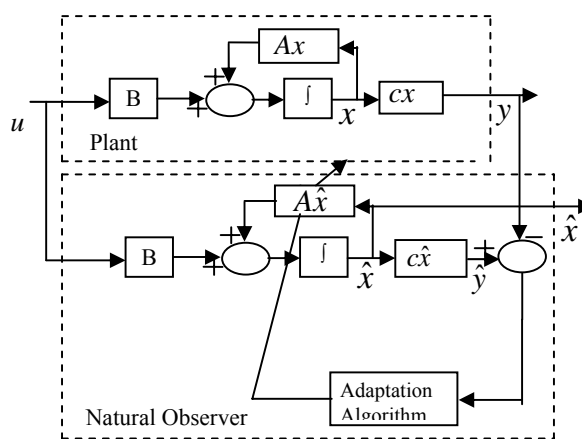 Ax
+
B
+
∫
x
cx
u
y
Plant
Ax̂
x̂
+
B
+
∫
x̂
cx̂
+
ŷ
−
Adaptation
Algorithm
Natural Observer